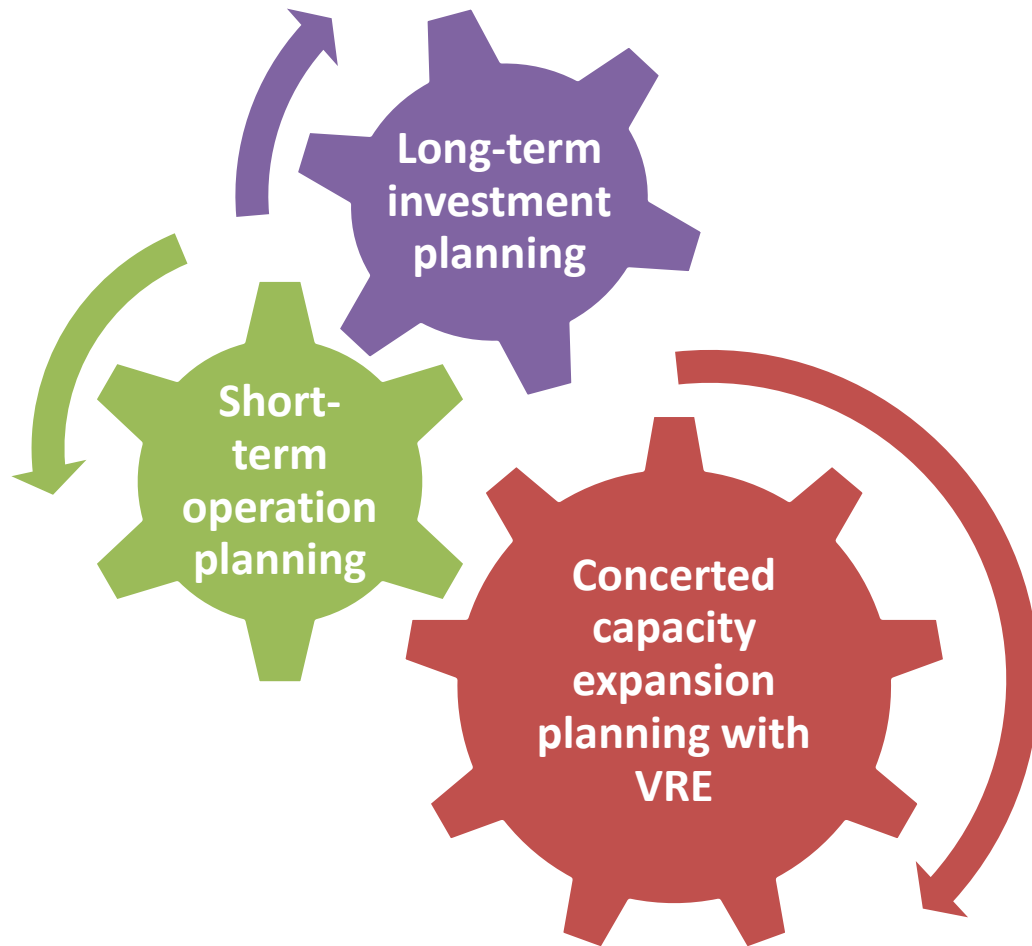 Long-term
investment
planning
Short-
term
operation
planning
Concerted
capacity
expansion
planning with
VRE